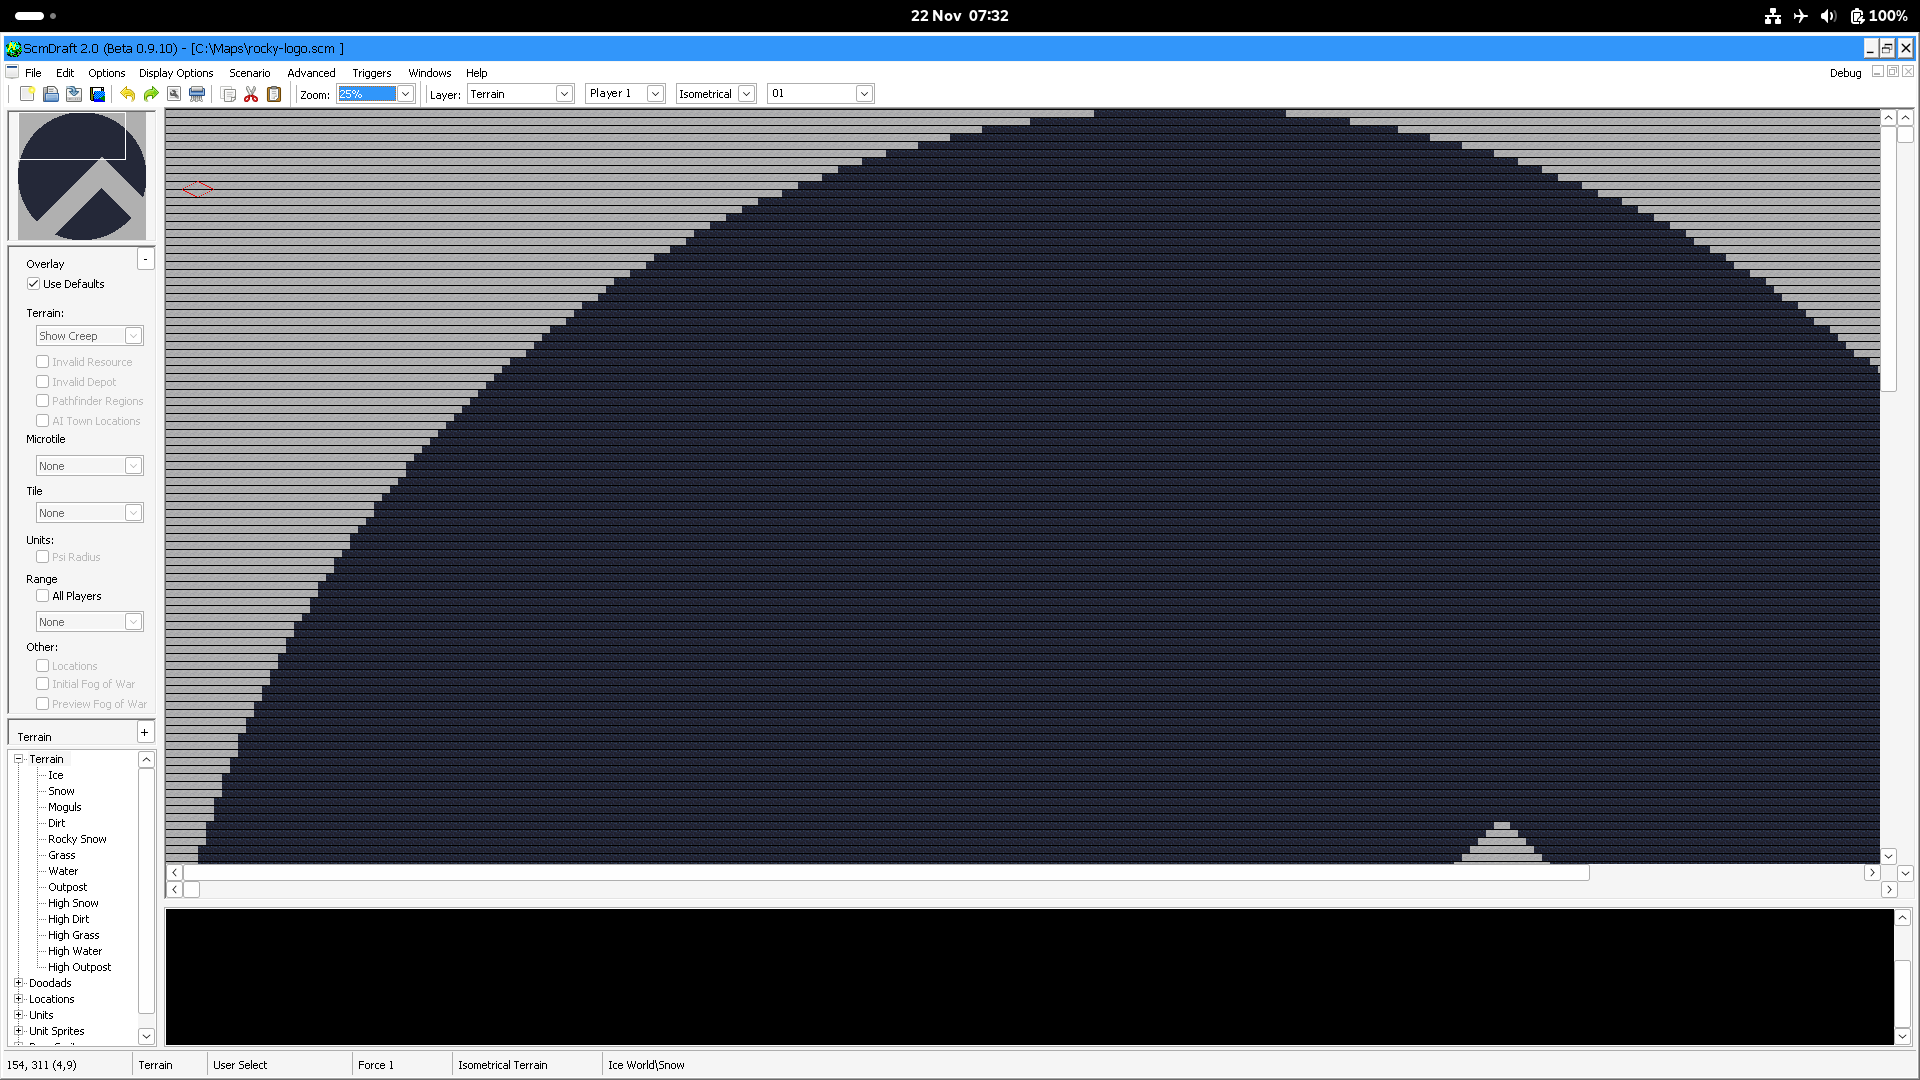 22 Nov 07:32
100%
ScmDraft 2.0 (Beta 0.9.10) - [C:\Maps\rocky-logo.scm ]
File Edit Options Display Options Scenario Advanced Triggers Windows Help Debug
Zoom: 25% Layer: Terrain Player 1 Isometrical 01
Overlay
-
Use Defaults
Terrain:
Show Creep
Invalid Resource
Invalid Depot
Pathfinder Regions
AI Town Locations
Microtile
None
Tile
None
Units:
Psi Radius
Range
All Players
None
Other:
Locations
Initial Fog of War
Preview Fog of War
Terrain +
Terrain
Ice
Snow
Moguls
Dirt
Rocky Snow
Grass
Water
Outpost
High Snow
High Dirt
High Grass
High Water
High Outpost
Doodads
Locations
Units
Unit Sprites
154, 311 (4,9) Terrain User Select Force 1 Isometrical Terrain Ice World\Snow